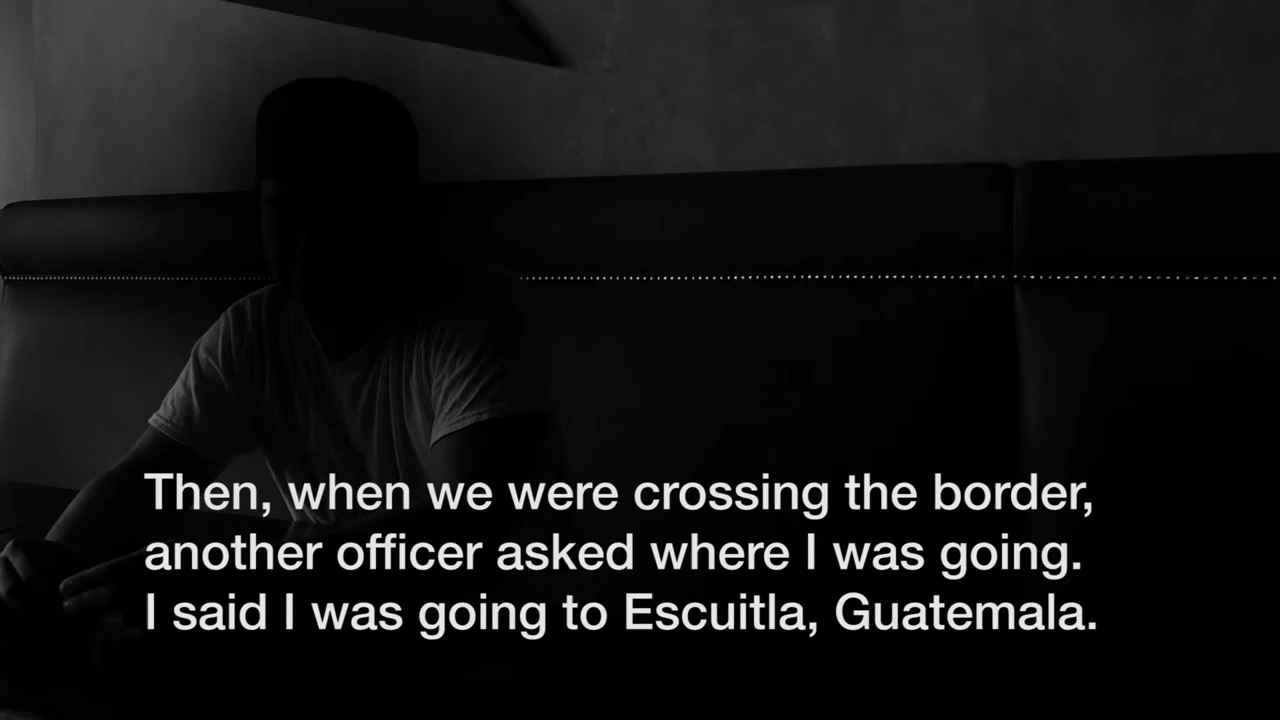 Then, when we were crossing the border,
another officer asked where I was going.
I said I was going to Escuitla, Guatemala.